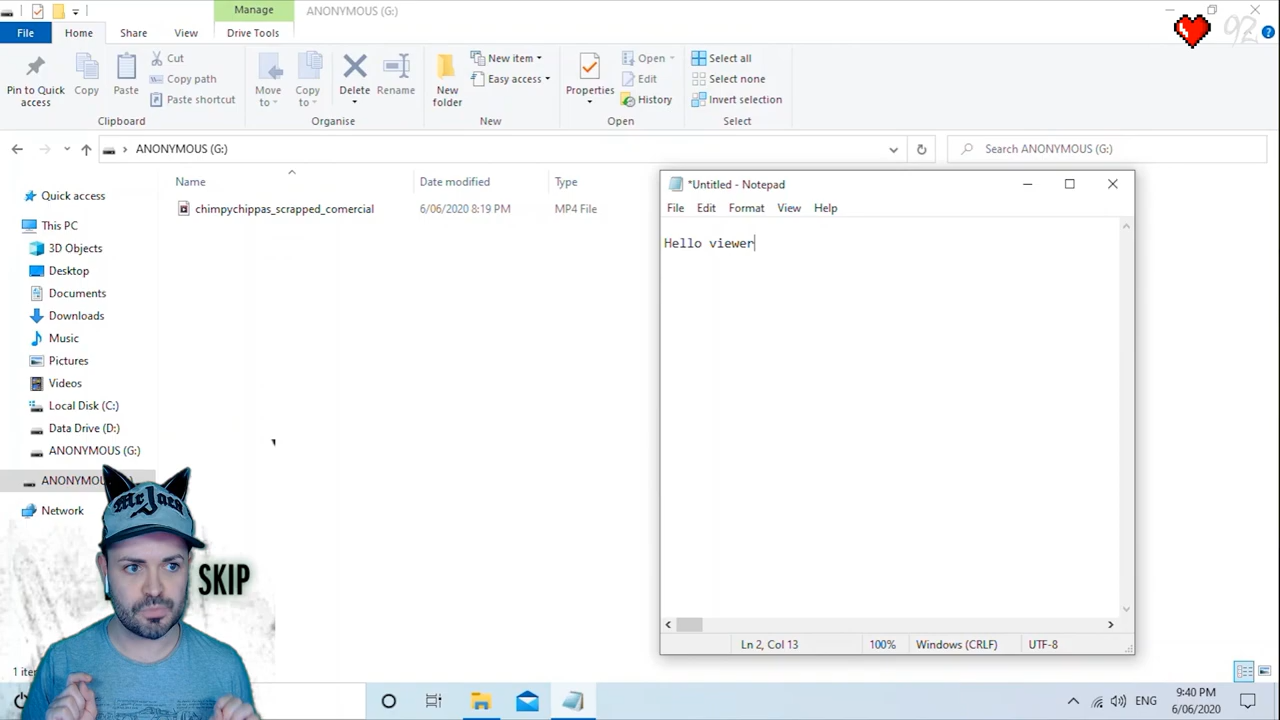 Manage
ANONYMOUS (G:)
File
Home
Share
View
Drive Tools
92
Pin to Quick access
Copy
Paste
Cut
Copy path
Paste shortcut
Clipboard
Move to
Copy to
Delete
Rename
Organise
New folder
New item
Easy access
New
Properties
Open
Edit
History
Open
Select all
Select none
Invert selection
Select
ANONYMOUS (G:)
Search ANONYMOUS (G:)
Name
Date modified
Type
chimpychippas_scrapped_comercial
6/06/2020 8:19 PM
MP4 File
Quick access
This PC
3D Objects
Desktop
Documents
Downloads
Music
Pictures
Videos
Local Disk (C:)
Data Drive (D:)
ANONYMOUS (G:)
Network
*Untitled - Notepad
File
Edit
Format
View
Help
Hello viewer
Ln 2, Col 13
100%
Windows (CRLF)
UTF-8
MrJaes
SKIP
ENG
9:40 PM
6/06/2020